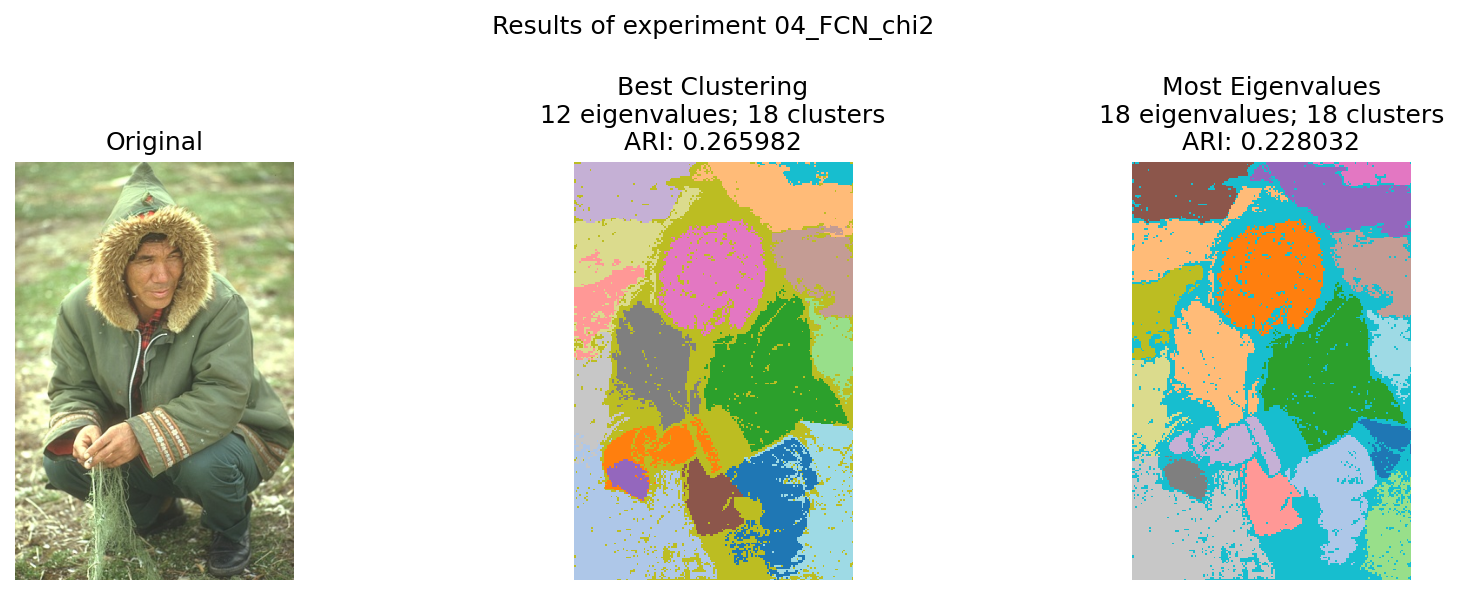 Results of experiment 04_FCN_chi2
Original
Best Clustering
12 eigenvalues; 18 clusters
ARI: 0.265982
Most Eigenvalues
18 eigenvalues; 18 clusters
ARI: 0.228032